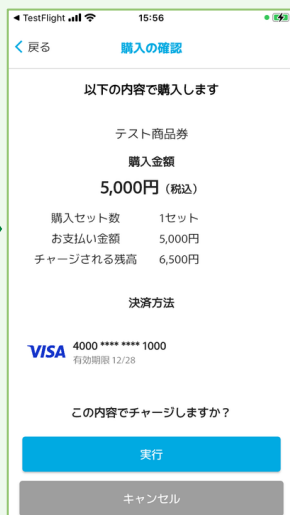 TestFlight 15:56
戻る 購入の確認
以下の内容で購入します
テスト商品券
購入金額
5,000円 (税込)
購入セット数 1セット
お支払い金額 5,000円
チャージされる残高 6,500円
決済方法
VISA 4000 **** **** 1000
有効期限 12/28
この内容でチャージしますか？
実行
キャンセル